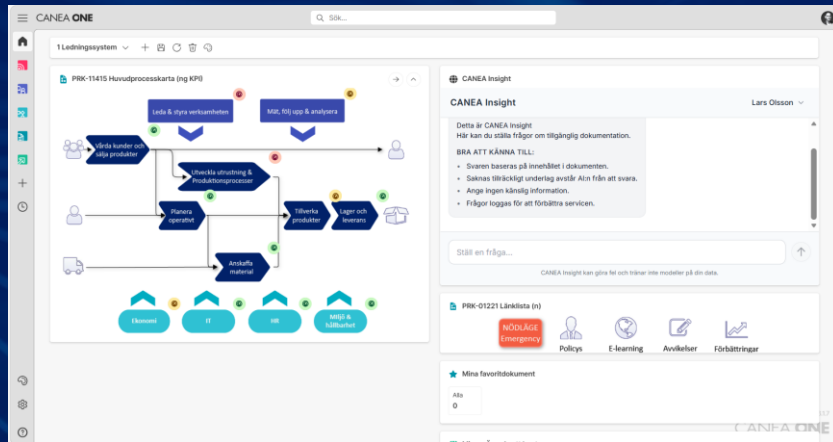 CANEA ONE
Sök...
1 Ledningssystem
PRK-11415 Huvudprocesskarta (ng KPI)
Leda & styra verksamheten
Mät, följ upp & analysera
Vårda kunder och
sälja produkter
Utveckla utrustning &
Produktionsprocesser
Planera
operativt
Tillverka
produkter
Lager och
leverans
Anskaffa
material
Ekonomi
IT
HR
Miljö &
hållbarhet
CANEA Insight
CANEA Insight
Lars Olsson
Detta är CANEA Insight
Här kan du ställa frågor om tillgänglig dokumentation.
BRA ATT KÄNNA TILL:
• Svaren baseras på innehållet i dokumenten.
• Saknas tillräckligt underlag avstår AI:n från att svara.
• Ange ingen känslig information.
• Frågor loggas för att förbättra servicen.
Ställ en fråga...
CANEA Insight kan göra fel och tränar inte modeller på din data.
PRK-01221 Länklista (n)
NÖDLÄGE
Emergency
Policys
E-learning
Avvikelser
Förbättringar
Mina favoritdokument
Alla
0
CANEA ONE